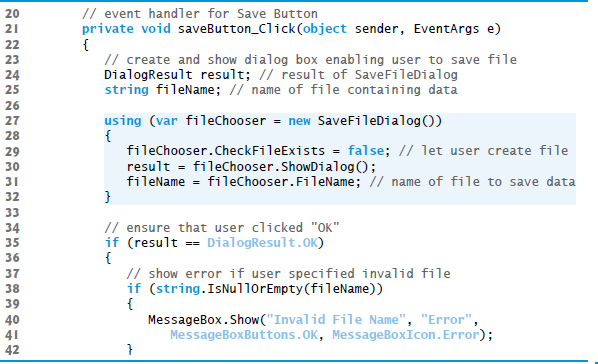 20 // event handler for Save Button
21 private void saveButton_Click(object sender, EventArgs e)
22 {
23 // create and show dialog box enabling user to save file
24 DialogResult result; // result of SaveFileDialog
25 string fileName; // name of file containing data
26
27 using (var fileChooser = new SaveFileDialog())
28 {
29 fileChooser.CheckFileExists = false; // let user create file
30 result = fileChooser.ShowDialog();
31 fileName = fileChooser.FileName; // name of file to save data
32 }
33
34 // ensure that user clicked "OK"
35 if (result == DialogResult.OK)
36 {
37 // show error if user specified invalid file
38 if (string.IsNullOrEmpty(fileName))
39 {
40 MessageBox.Show("Invalid File Name", "Error",
41 MessageBoxButtons.OK, MessageBoxIcon.Error);
42 }